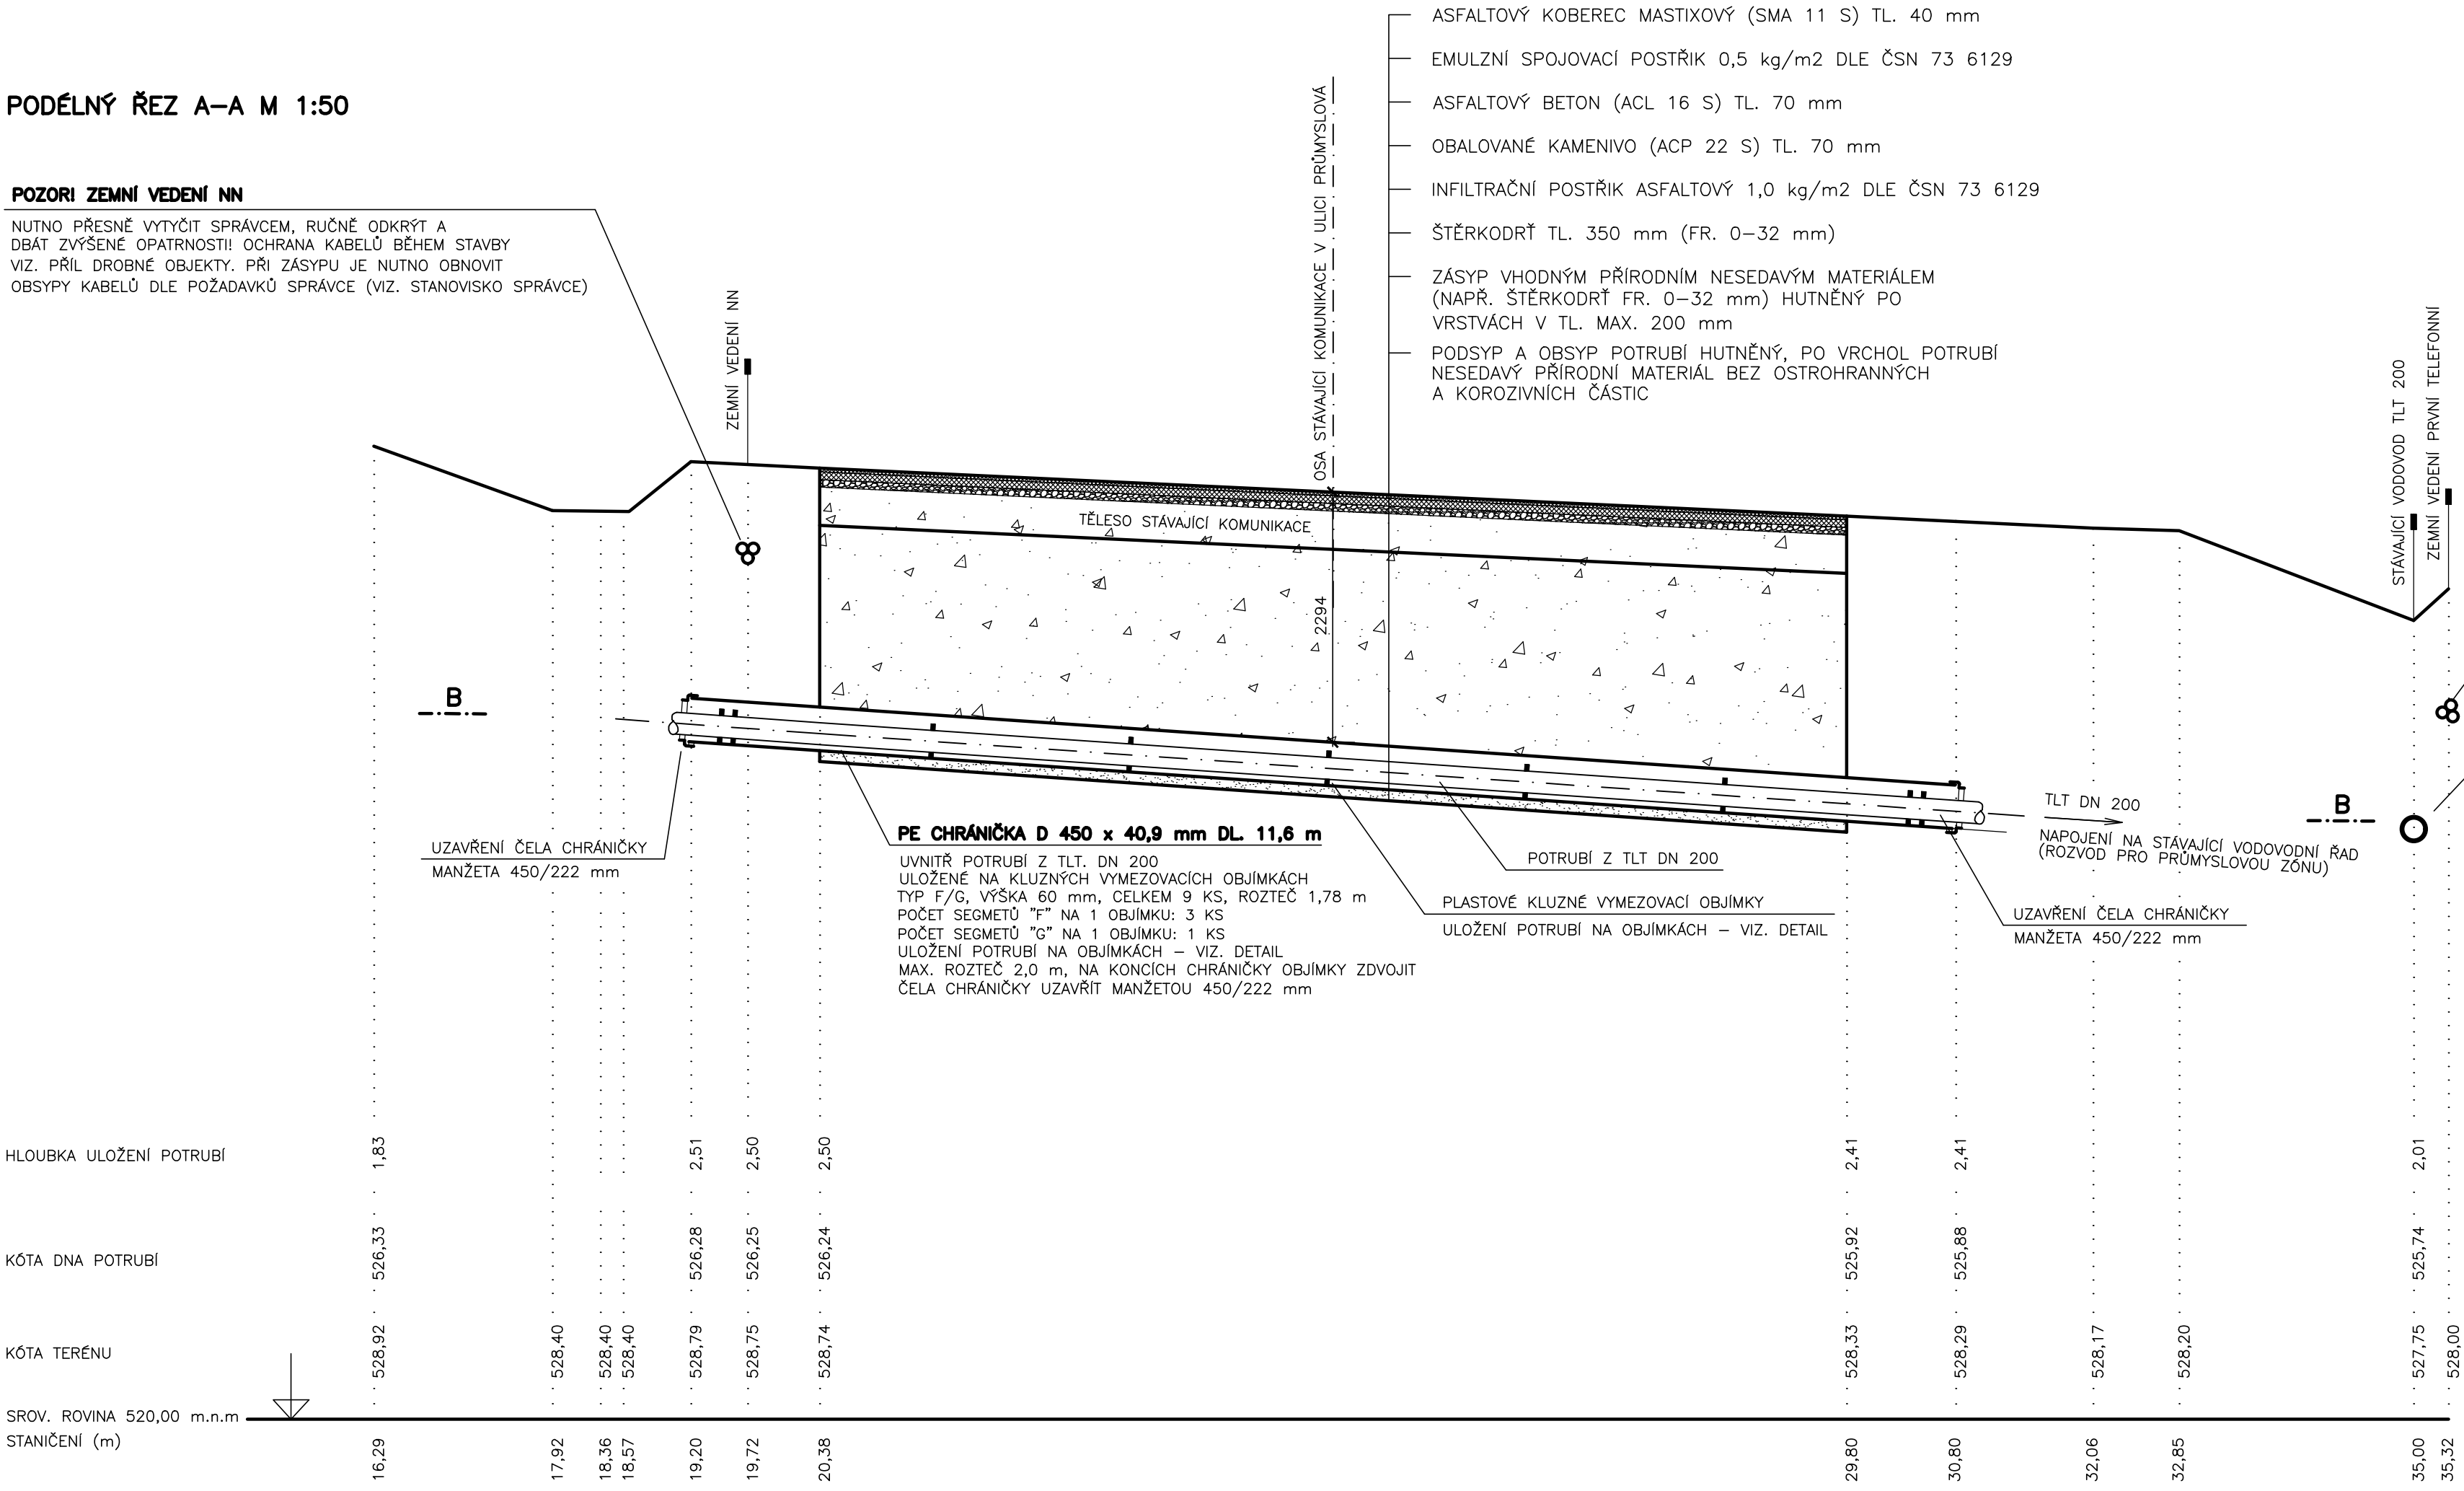 PODÉLNÝ ŘEZ A–A M 1:50
POZOR! ZEMNÍ VEDENÍ NN
NUTNO PŘESNĚ VYTYČIT SPRÁVCEM, RUČNĚ ODKRÝT A
DBÁT ZVÝŠENÉ OPATRNOSTI! OCHRANA KABELŮ BĚHEM STAVBY
VIZ. PŘÍL DROBNÉ OBJEKTY. PŘI ZÁSYPU JE NUTNO OBNOVIT
OBSYPY KABELŮ DLE POŽADAVKŮ SPRÁVCE (VIZ. STANOVISKO SPRÁVCE)
ASFALTOVÝ KOBEREC MASTIXOVÝ (SMA 11 S) TL. 40 mm
EMULZNÍ SPOJOVACÍ POSTŘIK 0,5 kg/m2 DLE ČSN 73 6129
ASFALTOVÝ BETON (ACL 16 S) TL. 70 mm
OBALOVANÉ KAMENIVO (ACP 22 S) TL. 70 mm
INFILTRAČNÍ POSTŘIK ASFALTOVÝ 1,0 kg/m2 DLE ČSN 73 6129
ŠTĚRKODRŤ TL. 350 mm (FR. 0–32 mm)
ZÁSYP VHODNÝM PŘÍRODNÍM NESEDAVÝM MATERIÁLEM
(NAPŘ. ŠTĚRKODRŤ FR. 0–32 mm) HUTNĚNÝ PO
VRSTVÁCH V TL. MAX. 200 mm
PODSYP A OBSYP POTRUBÍ HUTNĚNÝ, PO VRCHOL POTRUBÍ
NESEDAVÝ PŘÍRODNÍ MATERIÁL BEZ OSTROHRANNÝCH
A KOROZIVNÍCH ČÁSTIC
ZEMNÍ VEDENÍ NN
OSA STÁVAJÍCÍ KOMUNIKACE V ULICI PRŮMYSLOVÁ
STÁVAJÍCÍ VODOVOD TLT 200
ZEMNÍ VEDENÍ PRVNÍ TELEFONNÍ
TĚLESO STÁVAJÍCÍ KOMUNIKACE
2294
B
B
UZAVŘENÍ ČELA CHRÁNIČKY
MANŽETA 450/222 mm
PE CHRÁNIČKA D 450 x 40,9 mm DL. 11,6 m
UVNITŘ POTRUBÍ Z TLT. DN 200
ULOŽENÉ NA KLUZNÝCH VYMEZOVACÍCH OBJÍMKÁCH
TYP F/G, VÝŠKA 60 mm, CELKEM 9 KS, ROZTEČ 1,78 m
POČET SEGMETŮ "F" NA 1 OBJÍMKU: 3 KS
POČET SEGMETŮ "G" NA 1 OBJÍMKU: 1 KS
ULOŽENÍ POTRUBÍ NA OBJÍMKÁCH – VIZ. DETAIL
MAX. ROZTEČ 2,0 m, NA KONCÍCH CHRÁNIČKY OBJÍMKY ZDVOJIT
ČELA CHRÁNIČKY UZAVŘÍT MANŽETOU 450/222 mm
POTRUBÍ Z TLT DN 200
PLASTOVÉ KLUZNÉ VYMEZOVACÍ OBJÍMKY
ULOŽENÍ POTRUBÍ NA OBJÍMKÁCH – VIZ. DETAIL
TLT DN 200
NAPOJENÍ NA STÁVAJÍCÍ VODOVODNÍ ŘAD
(ROZVOD PRO PRŮMYSLOVOU ZÓNU)
UZAVŘENÍ ČELA CHRÁNIČKY
MANŽETA 450/222 mm
HLOUBKA ULOŽENÍ POTRUBÍ 1,83 2,51 2,50 2,50 2,41 2,41 2,01
KÓTA DNA POTRUBÍ 526,33 526,28 526,25 526,24 525,92 525,88 525,74
KÓTA TERÉNU 528,92 528,40 528,40 528,40 528,79 528,75 528,74 528,33 528,29 528,17 528,20 527,75 528,00
SROV. ROVINA 520,00 m.n.m
STANIČENÍ (m) 16,29 17,92 18,36 18,57 19,20 19,72 20,38 29,80 30,80 32,06 32,85 35,00 35,32